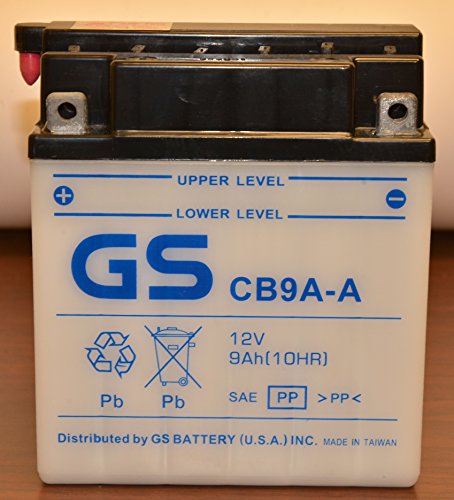 UPPER LEVEL
LOWER LEVEL
GS CB9A-A
12V
9Ah(10HR)
Pb Pb
SAE PP >PP<
Distributed by GS BATTERY (U.S.A.) INC. MADE IN TAIWAN